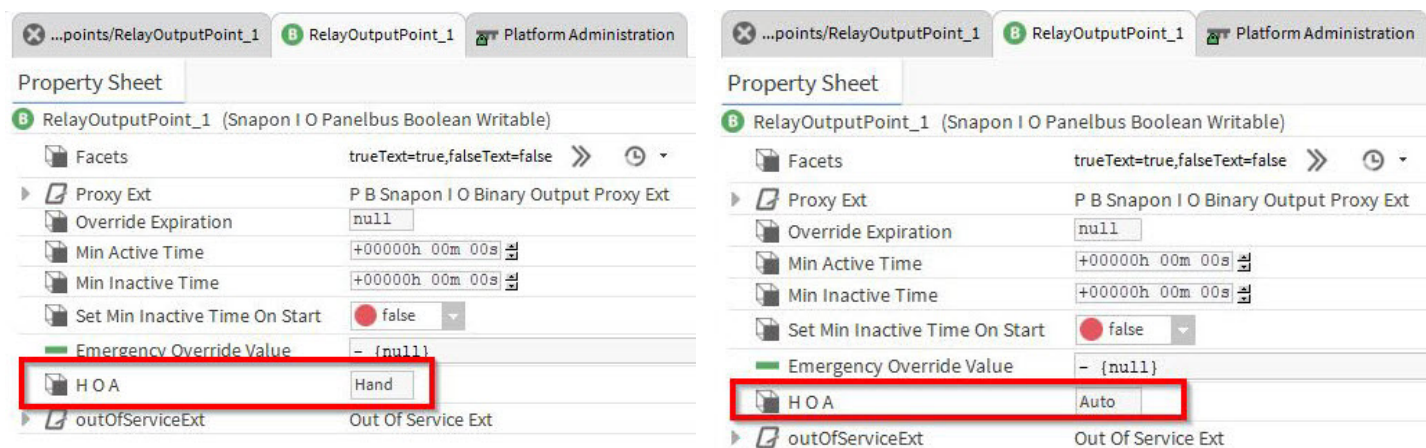 ...points/RelayOutputPoint_1 B RelayOutputPoint_1 Platform Administration
Property Sheet
B RelayOutputPoint_1 (Snapon I O Panelbus Boolean Writable)
Facets trueText=true,falseText=false
Proxy Ext P B Snapon I O Binary Output Proxy Ext
Override Expiration null
Min Active Time +00000h 00m 00s
Min Inactive Time +00000h 00m 00s
Set Min Inactive Time On Start false
Emergency Override Value - {null}
H O A Hand
outOfServiceExt Out Of Service Ext
...points/RelayOutputPoint_1 B RelayOutputPoint_1 Platform Administration
Property Sheet
B RelayOutputPoint_1 (Snapon I O Panelbus Boolean Writable)
Facets trueText=true,falseText=false
Proxy Ext P B Snapon I O Binary Output Proxy Ext
Override Expiration null
Min Active Time +00000h 00m 00s
Min Inactive Time +00000h 00m 00s
Set Min Inactive Time On Start false
Emergency Override Value - {null}
H O A Auto
outOfServiceExt Out Of Service Ext